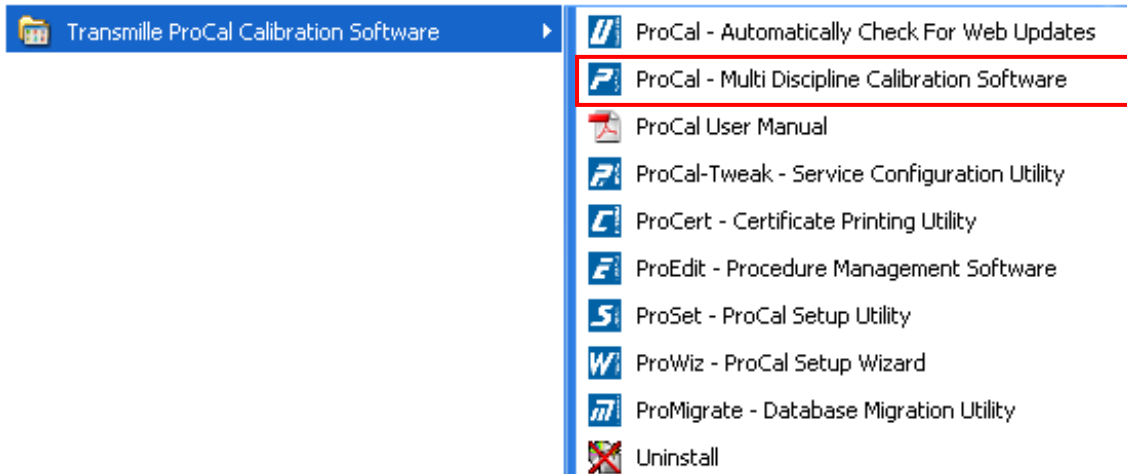 Transmille ProCal Calibration Software
ProCal - Automatically Check For Web Updates
ProCal - Multi Discipline Calibration Software
ProCal User Manual
ProCal-Tweak - Service Configuration Utility
ProCert - Certificate Printing Utility
ProEdit - Procedure Management Software
ProSet - ProCal Setup Utility
ProWiz - ProCal Setup Wizard
ProMigrate - Database Migration Utility
Uninstall